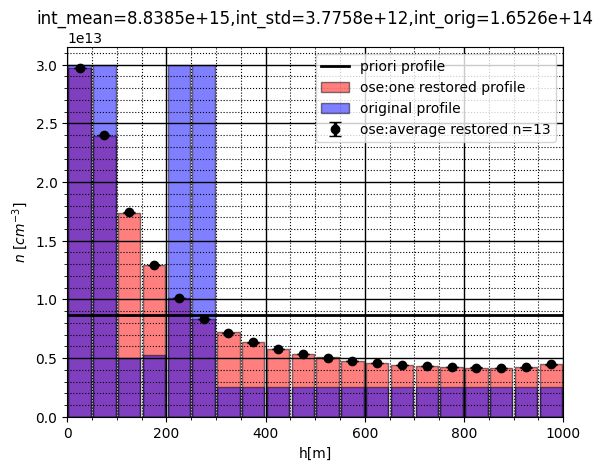 int_mean=8.8385e+15,int_std=3.7758e+12,int_orig=1.6526e+14
1e13
priori profile
ose:one restored profile
original profile
ose:average restored n=13
3.0
2.5
2.0
1.5
1.0
0.5
0.0
n [cm⁻³]
0 200 400 600 800 1000
h[m]